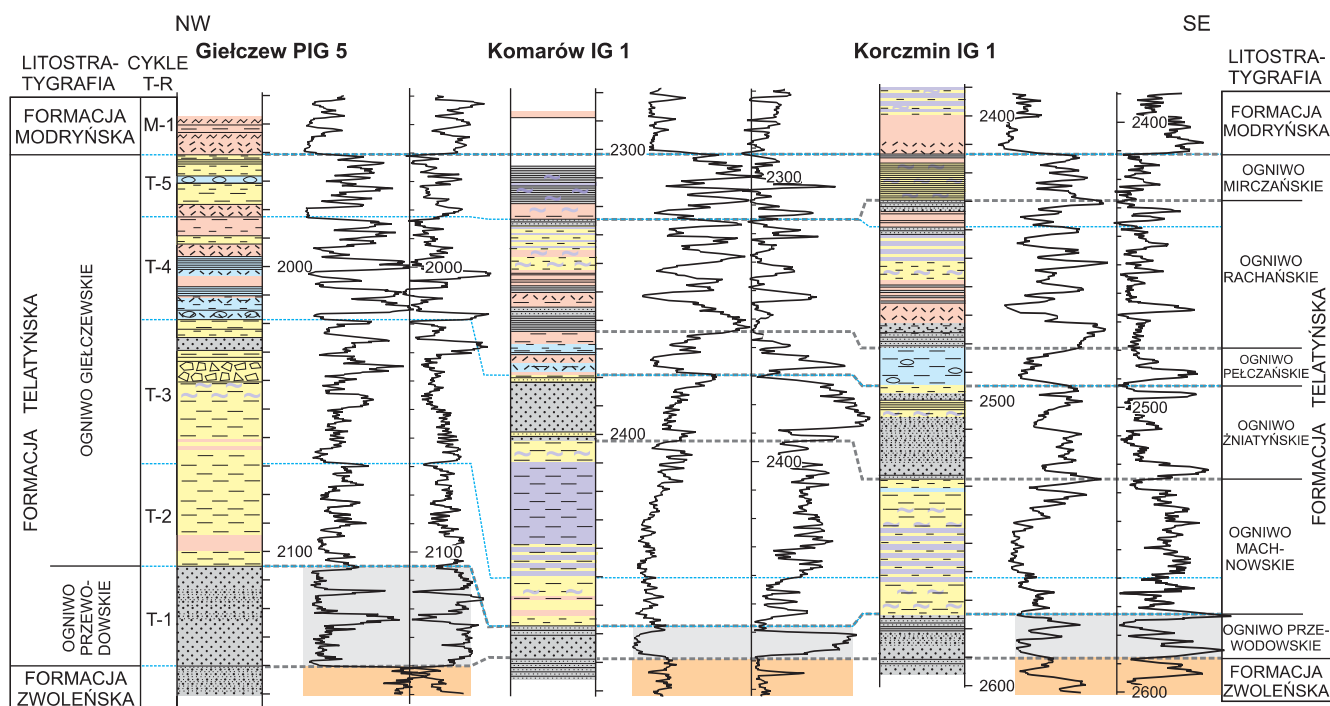 NW
SE
Giełczew PIG 5
Komarów IG 1
Korczmin IG 1
LITOSTRA-
TYGRAFIA
CYKLE
T-R
LITOSTRA-
TYGRAFIA
FORMACJA
MODRYŃSKA
M-1
FORMACJA TELATYŃSKA
OGNIWO GIEŁCZEWSKIE
T-5
T-4
T-3
T-2
OGNIWO
PRZEWO-
DOWSKIE
T-1
FORMACJA
ZWOLEŃSKA
2000
2000
2100
2100
2300
2300
2400
2400
2400
2400
2500
2500
2600
2600
FORMACJA
MODRYŃSKA
OGNIWO
MIRCZAŃSKIE
OGNIWO
RACHAŃSKIE
OGNIWO
PEŁCZAŃSKIE
OGNIWO
ŻNIATYŃSKIE
OGNIWO
MACH-
NOWSKIE
OGNIWO PRZE-
WODOWSKIE
FORMACJA
ZWOLEŃSKA
FORMACJA TELATYŃSKA